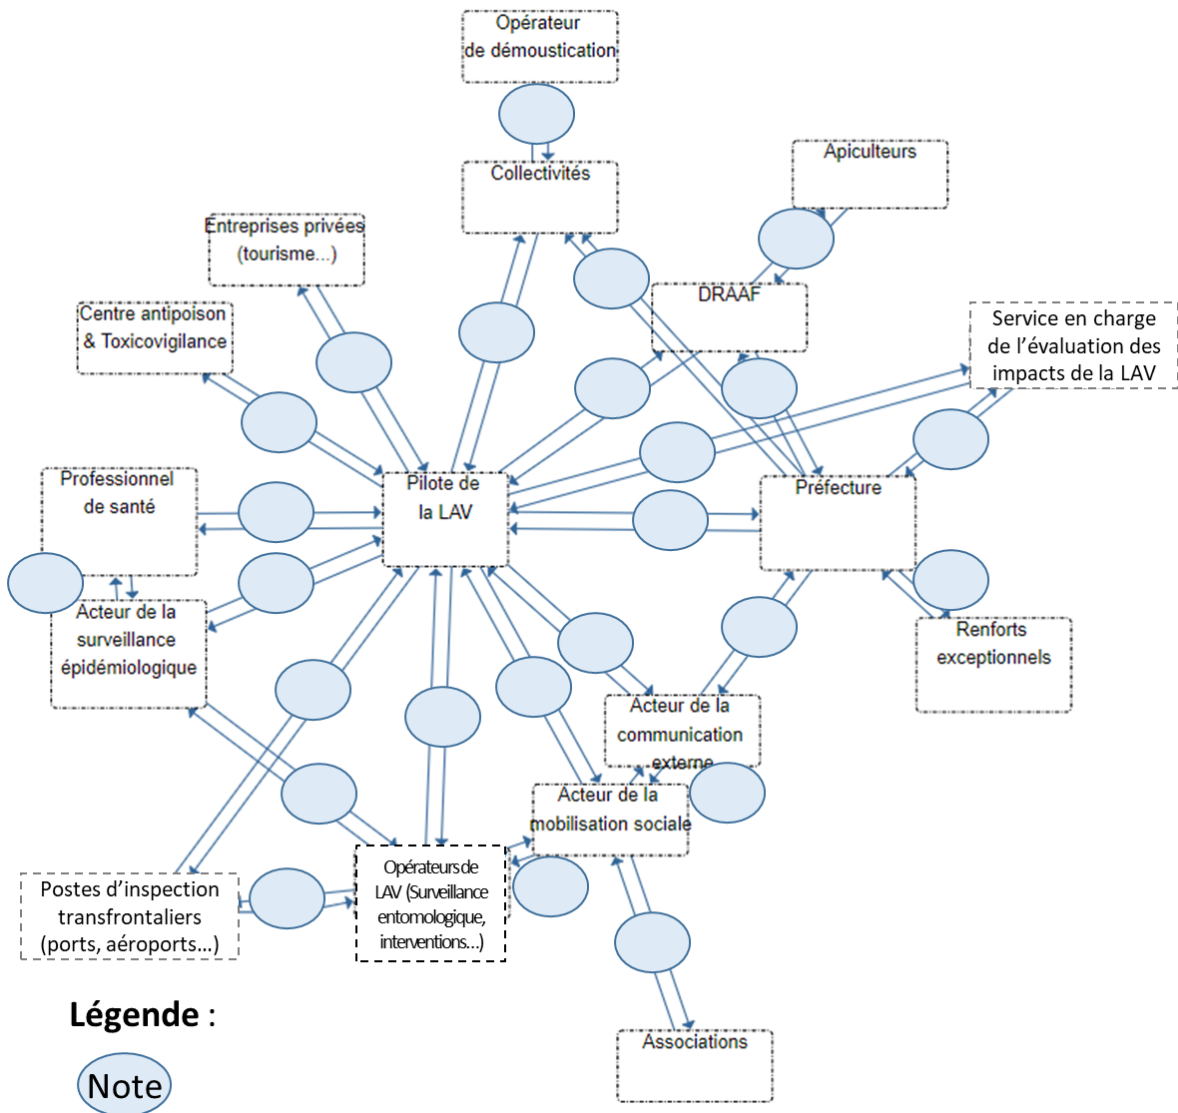 Opérateur
de démoustication
Collectivités
Apiculteurs
Entreprises privées
(tourisme...)
DRAAF
Centre antipoison
& Toxicovigilance
Service en charge
de l’évaluation des
impacts de la LAV
Professionnel
de santé
Pilote de
la LAV
Préfecture
Acteur de la
surveillance
épidémiologique
Renforts
exceptionnels
Acteur de la
communication
externe
Acteur de la
mobilisation sociale
Opérateurs de
LAV (Surveillance
entomologique,
interventions…)
Postes d’inspection
transfrontaliers
(ports, aéroports…)
Associations
Légende :
Note